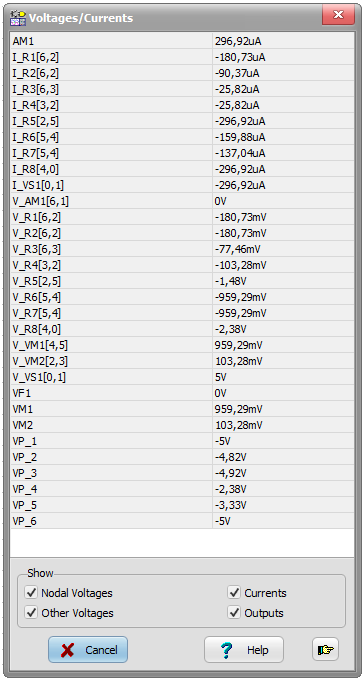 Voltages/Currents
AM1 296,92uA
I_R1[6,2] -180,73uA
I_R2[6,2] -90,37uA
I_R3[6,3] -25,82uA
I_R4[3,2] -25,82uA
I_R5[2,5] -296,92uA
I_R6[5,4] -159,88uA
I_R7[5,4] -137,04uA
I_R8[4,0] -296,92uA
I_VS1[0,1] -296,92uA
V_AM1[6,1] 0V
V_R1[6,2] -180,73mV
V_R2[6,2] -180,73mV
V_R3[6,3] -77,46mV
V_R4[3,2] -103,28mV
V_R5[2,5] -1,48V
V_R6[5,4] -959,29mV
V_R7[5,4] -959,29mV
V_R8[4,0] -2,38V
V_VM1[4,5] 959,29mV
V_VM2[2,3] 103,28mV
V_VS1[0,1] 5V
VF1 0V
VM1 959,29mV
VM2 103,28mV
VP_1 -5V
VP_2 -4,82V
VP_3 -4,92V
VP_4 -2,38V
VP_5 -3,33V
VP_6 -5V
Show
Nodal Voltages Currents
Other Voltages Outputs
Cancel Help